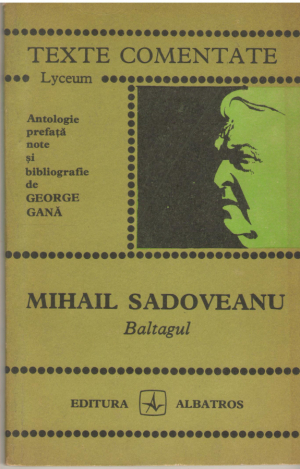 TEXTE COMENTATE
Lyceum
Antologie
prefață
note
și
bibliografie
de
GEORGE
GANĂ
MIHAIL SADOVEANU
Baltagul
EDITURA ALBATROS